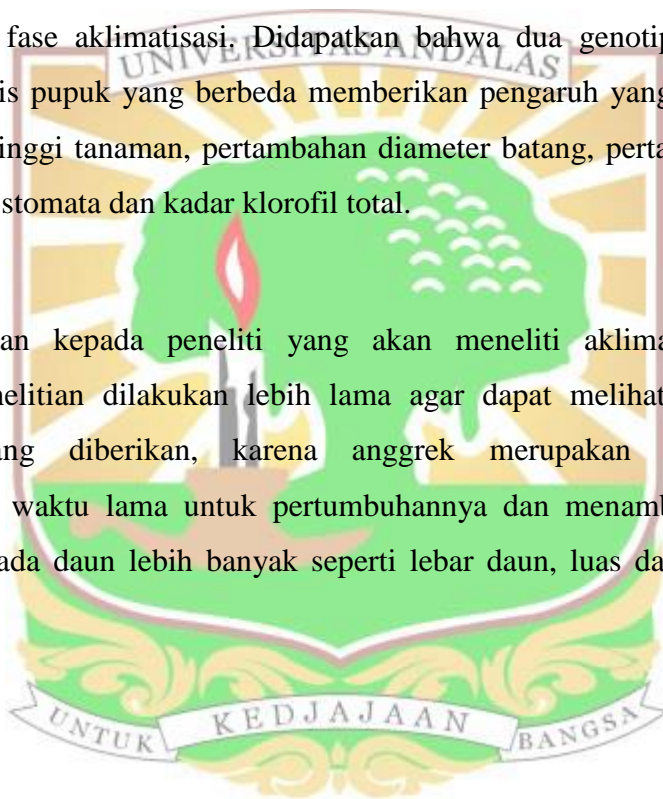 fase aklimatisasi. Didapatkan bahwa dua genotip
UNIVERSITAS ANDALAS
is pupuk yang berbeda memberikan pengaruh yang
inggi tanaman, pertambahan diameter batang, perta
stomata dan kadar klorofil total.
an kepada peneliti yang akan meneliti aklima
nelitian dilakukan lebih lama agar dapat melihat
ang diberikan, karena anggrek merupakan
waktu lama untuk pertumbuhannya dan menamb
ada daun lebih banyak seperti lebar daun, luas da
UNTUK KEDJAJAAN BANGSA